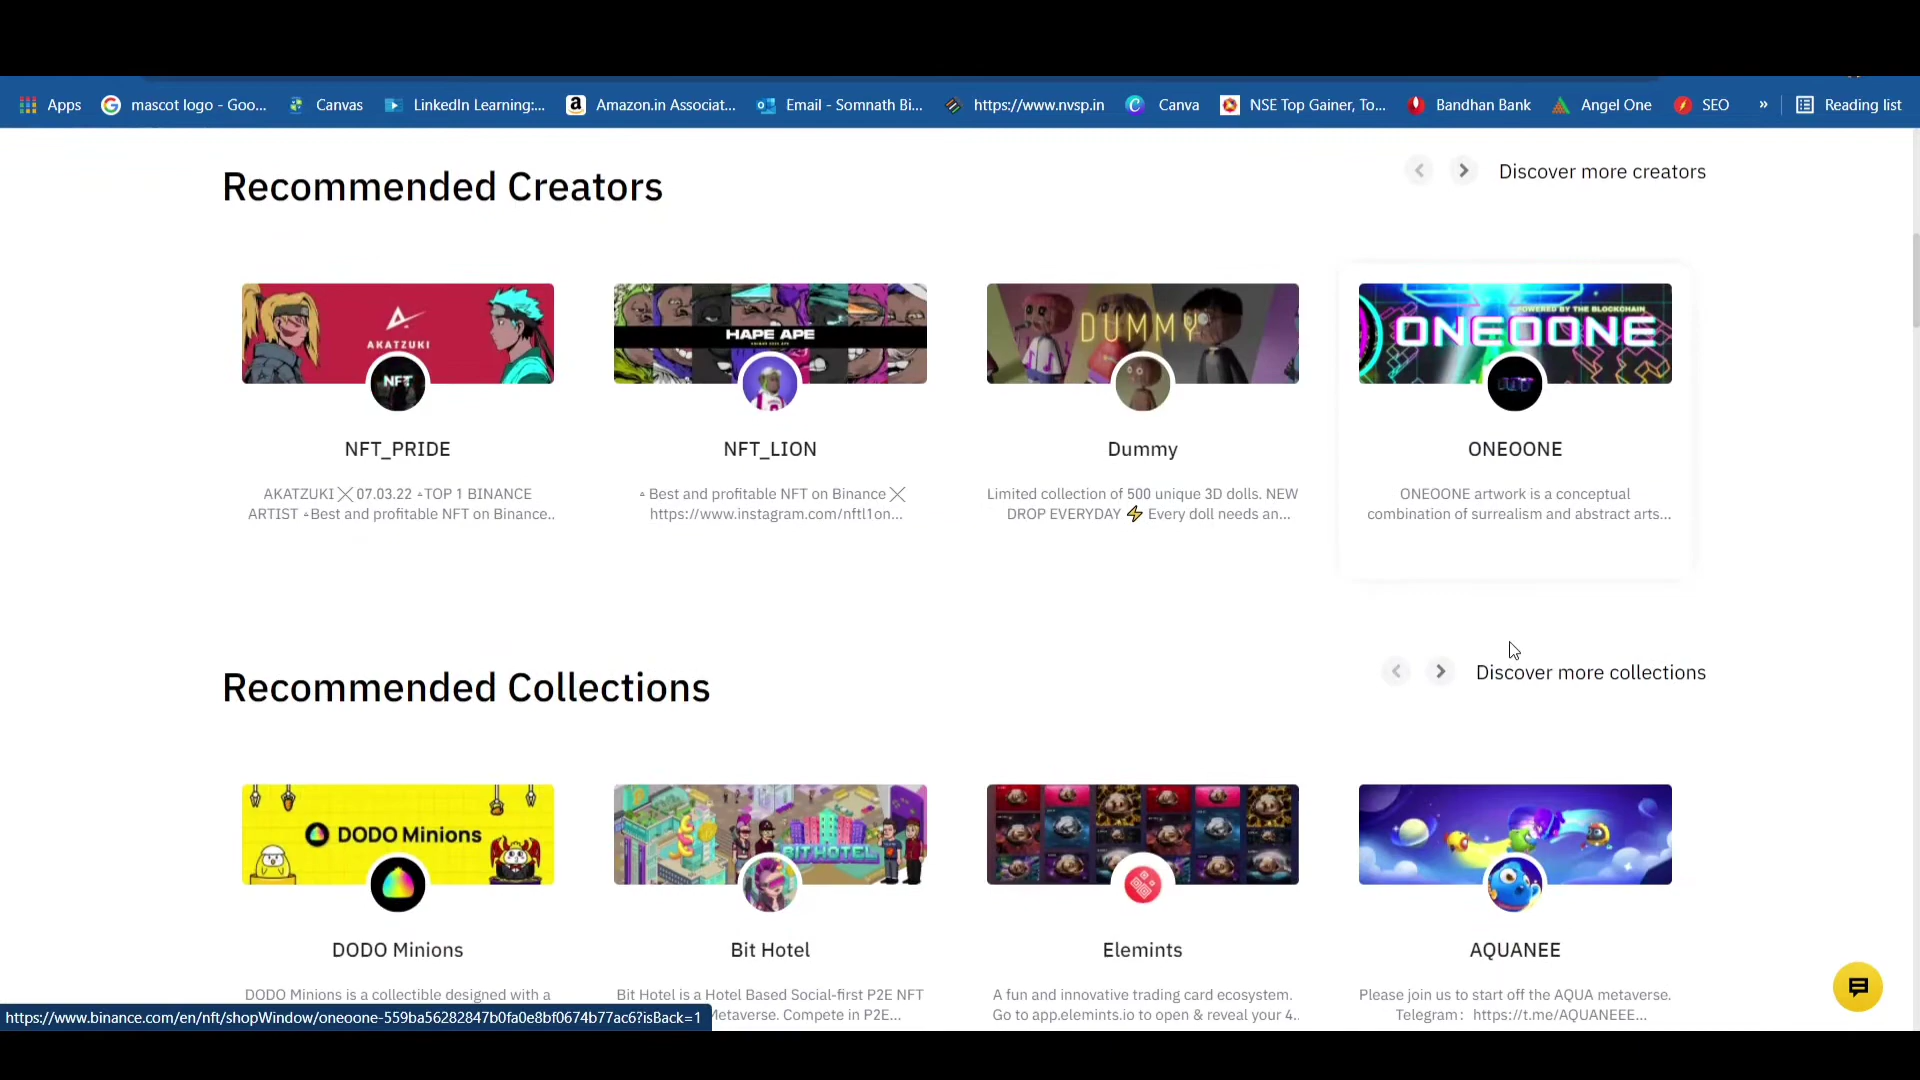 Apps
mascot logo - Goo...
Canvas
LinkedIn Learning:...
Amazon.in Associat...
Email - Somnath Bi...
https://www.nvsp.in
Canva
NSE Top Gainer, To...
Bandhan Bank
Angel One
SEO
»
Reading list
Recommended Creators
Discover more creators
AKATZUKI
NFT
HAPE APE
DUMMY
POWERED BY THE BLOCKCHAIN
ONEOONE
NFT_PRIDE
NFT_LION
Dummy
ONEOONE
AKATZUKI╳ 07.03.22 ▵TOP 1 BINANCE
ARTIST ▵Best and profitable NFT on Binance..
▵ Best and profitable NFT on Binance╳
https://www.instagram.com/nftl1on...
Limited collection of 500 unique 3D dolls. NEW
DROP EVERYDAY ⚡ Every doll needs an...
ONEOONE artwork is a conceptual
combination of surrealism and abstract arts...
Recommended Collections
Discover more collections
DODO Minions
BIT HOTEL
DODO Minions
Bit Hotel
Elemints
AQUANEE
DODO Minions is a collectible designed with a
Bit Hotel is a Hotel Based Social-first P2E NFT
Metaverse. Compete in P2E...
A fun and innovative trading card ecosystem.
Go to app.elemints.io to open & reveal your 4..
Please join us to start off the AQUA metaverse.
Telegram： https://t.me/AQUANEEE...
https://www.binance.com/en/nft/shopWindow/oneoone-559ba56282847b0fa0e8bf0674b77ac6?isBack=1